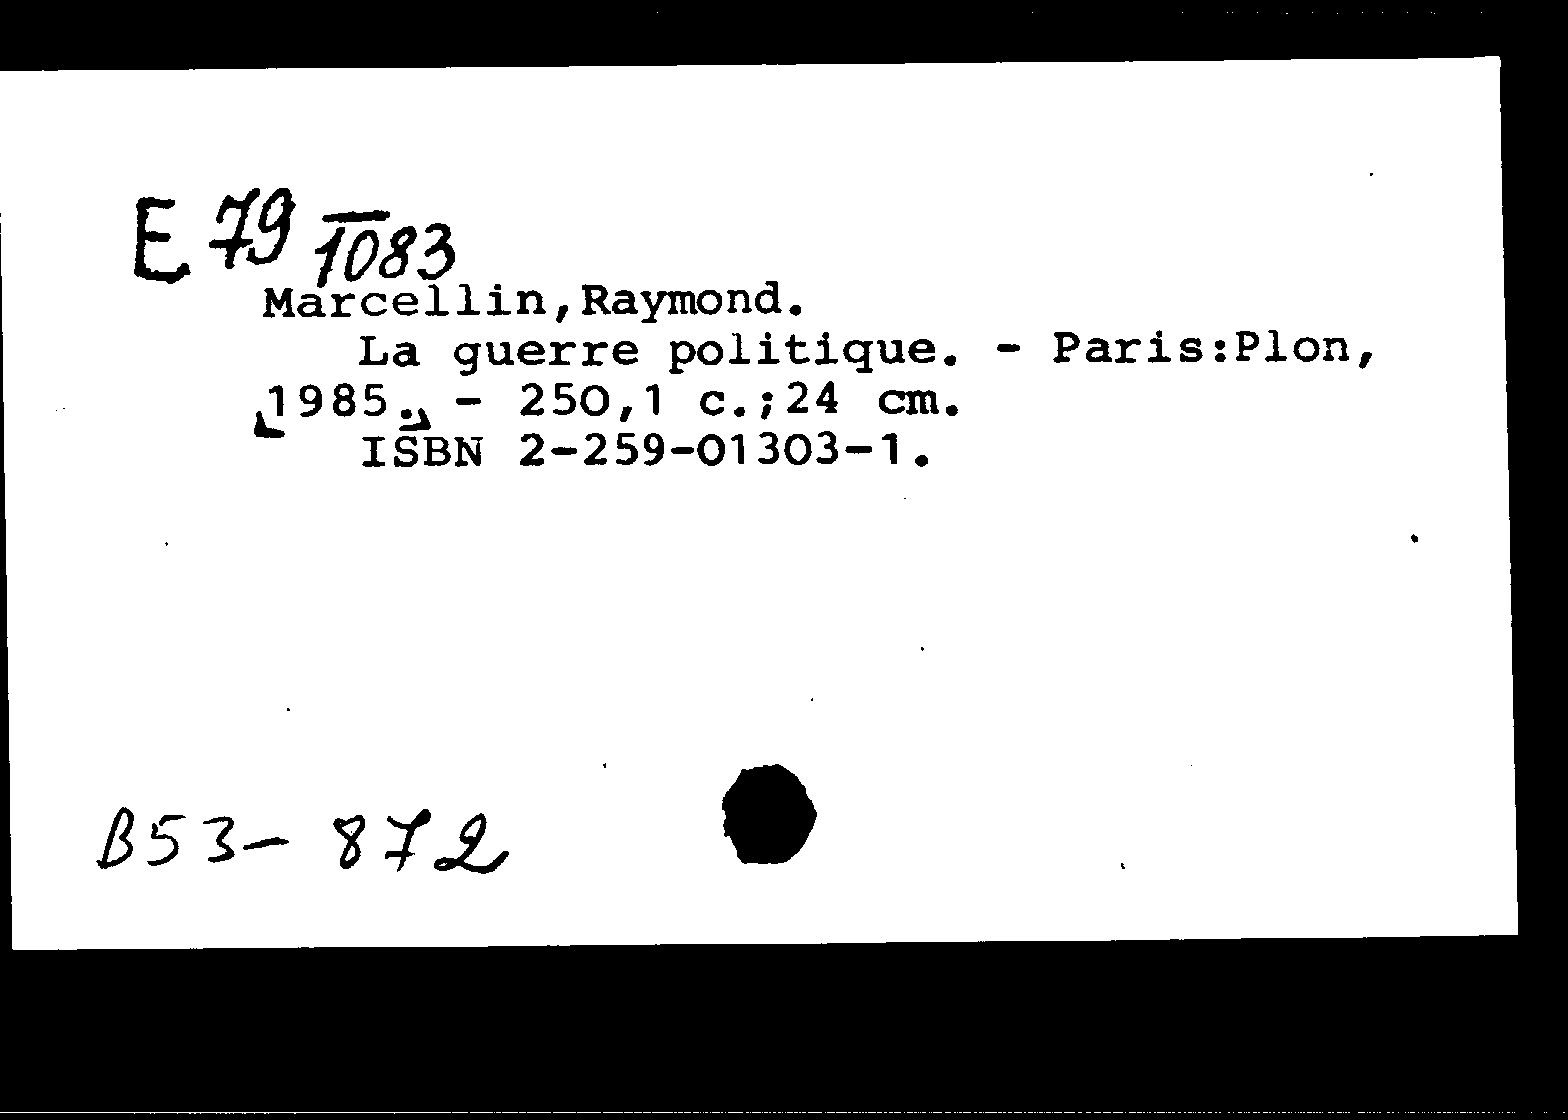 E 79
1083
Marcellin,Raymond.
La guerre politique. - Paris:Plon,
[1985.] - 250,1 c.;24 cm.
ISBN 2-259-01303-1.
B53- 872